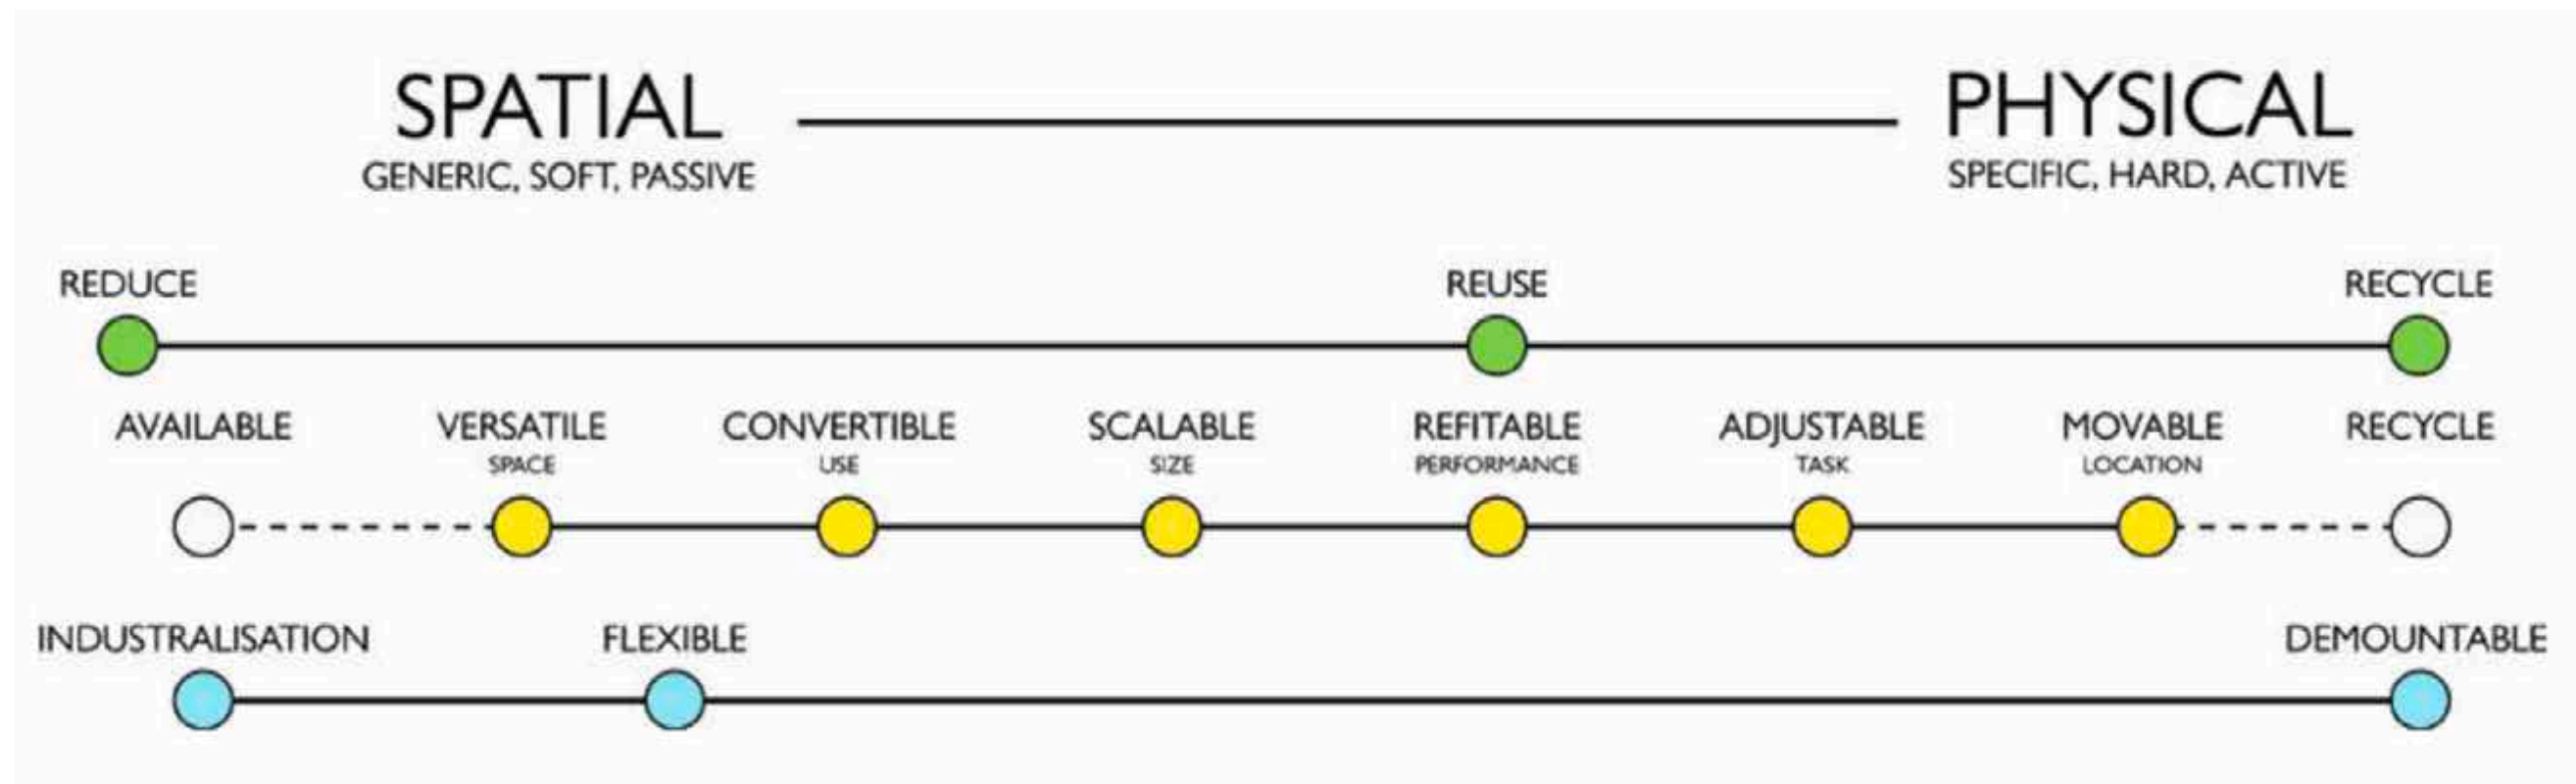 SPATIAL PHYSICAL
GENERIC, SOFT, PASSIVE SPECIFIC, HARD, ACTIVE
REDUCE REUSE RECYCLE
AVAILABLE VERSATILE CONVERTIBLE SCALABLE REFITABLE ADJUSTABLE MOVABLE RECYCLE
SPACE USE SIZE PERFORMANCE TASK LOCATION
INDUSTRALISATION FLEXIBLE DEMOUNTABLE